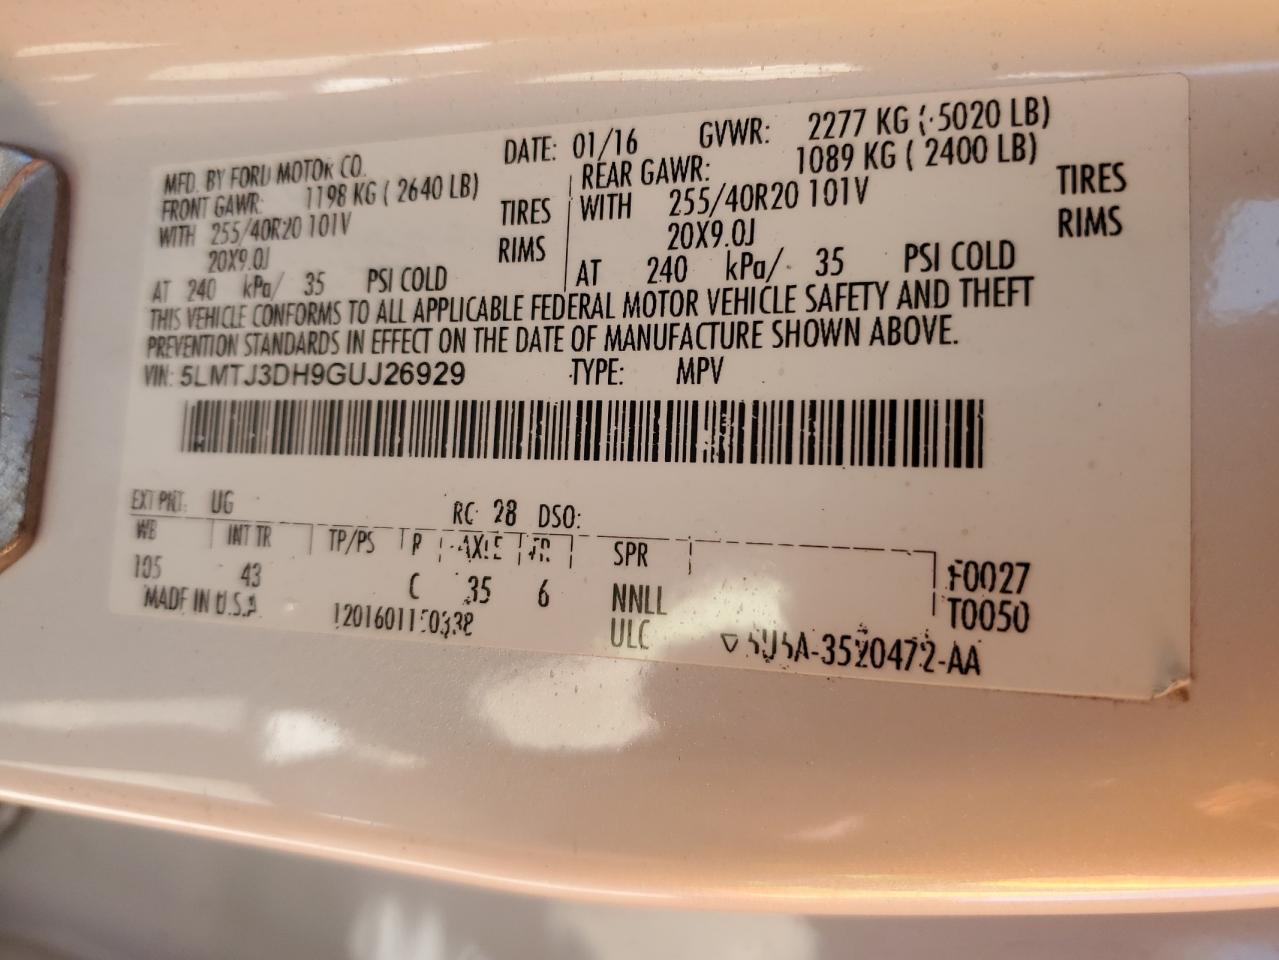 MFD. BY FORD MOTOR CO. DATE: 01/16 GVWR: 2277 KG (5020 LB)
FRONT GAWR: 1198 KG ( 2640 LB) REAR GAWR: 1089 KG ( 2400 LB)
WITH 255/40R20 101V TIRES WITH 255/40R20 101V TIRES
20X9.0J RIMS 20X9.0J RIMS
AT 240 kPa/ 35 PSI COLD AT 240 kPa/ 35 PSI COLD
THIS VEHICLE CONFORMS TO ALL APPLICABLE FEDERAL MOTOR VEHICLE SAFETY AND THEFT
PREVENTION STANDARDS IN EFFECT ON THE DATE OF MANUFACTURE SHOWN ABOVE.
VIN: 5LMTJ3DH9GUJ26929 TYPE: MPV
EXT PNT: UG RC: 28 DSO:
WB INT TR TP/PS R AXLE TR SPR
105 43 C 35 6 NNLL F0027
MADE IN U.S.A. ULC T0050